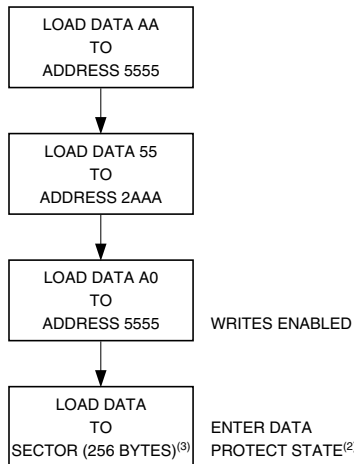 LOAD DATA AA
TO
ADDRESS 5555
LOAD DATA 55
TO
ADDRESS 2AAA
LOAD DATA A0
TO
ADDRESS 5555
WRITES ENABLED
LOAD DATA
TO
SECTOR (256 BYTES)(3)
ENTER DATA
PROTECT STATE(2)